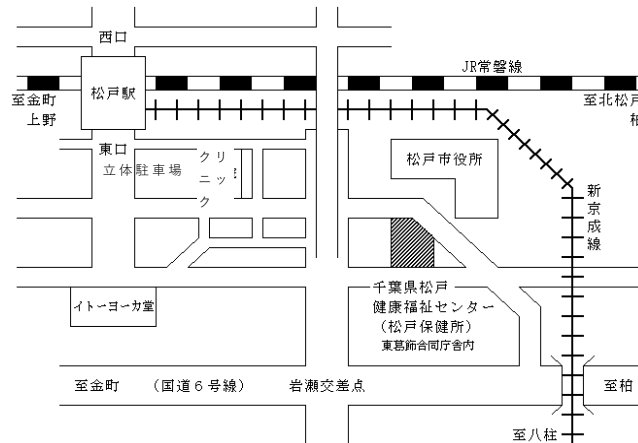 西口
JR常磐線
松戸駅
至金町
上野
至北松戸
柏
東口
立体駐車場
クリ
ニッ
ク
松戸市役所
新京成線
千葉県松戸
健康福祉センター
（松戸保健所）
東葛飾合同庁舎内
イトーヨーカ堂
至金町
（国道６号線）
岩瀬交差点
至柏
至八柱